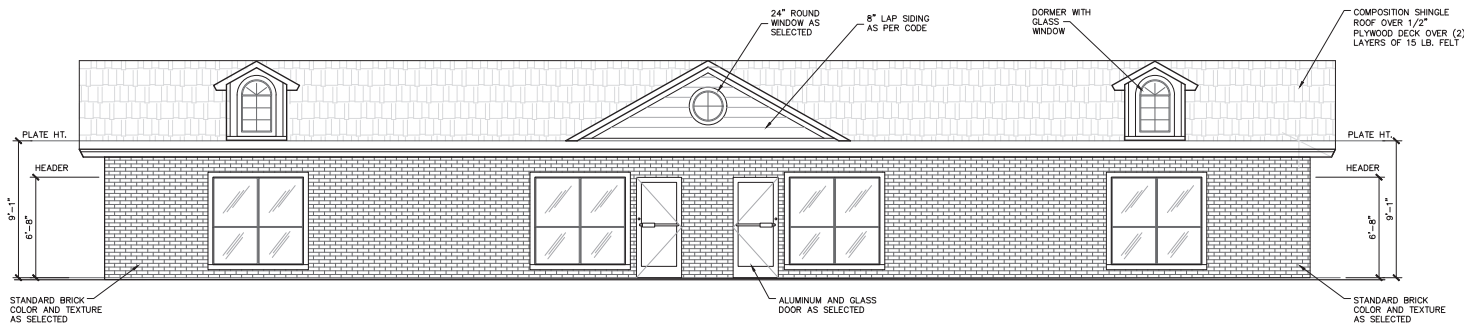 24" ROUND
WINDOW AS
SELECTED
8" LAP SIDING
AS PER CODE
DORMER WITH
GLASS
WINDOW
COMPOSITION SHINGLE
ROOF OVER 1/2"
PLYWOOD DECK OVER (2)
LAYERS OF 15 LB. FELT
PLATE HT.
PLATE HT.
HEADER
HEADER
9'-1"
6'-8"
6'-8"
9'-1"
STANDARD BRICK
COLOR AND TEXTURE
AS SELECTED
ALUMINUM AND GLASS
DOOR AS SELECTED
STANDARD BRICK
COLOR AND TEXTURE
AS SELECTED